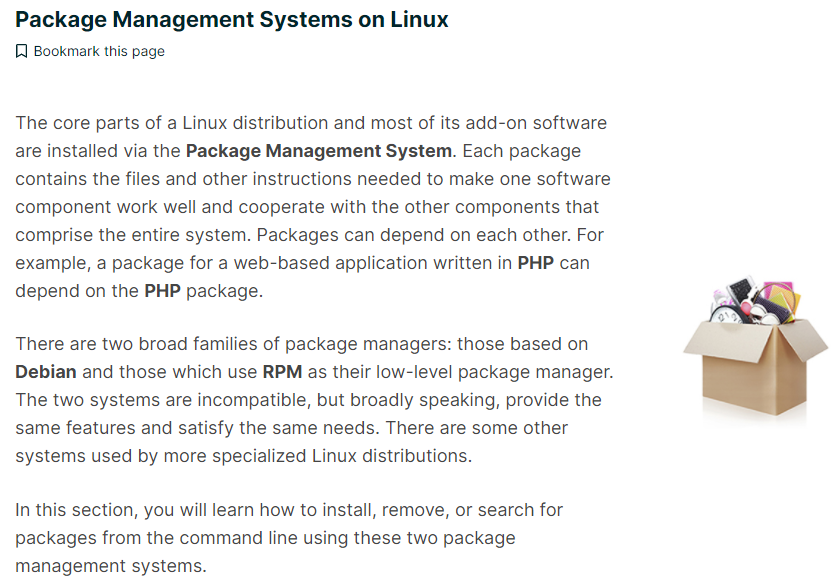 Package Management Systems on Linux
Bookmark this page
The core parts of a Linux distribution and most of its add-on software
are installed via the Package Management System. Each package
contains the files and other instructions needed to make one software
component work well and cooperate with the other components that
comprise the entire system. Packages can depend on each other. For
example, a package for a web-based application written in PHP can
depend on the PHP package.
There are two broad families of package managers: those based on
Debian and those which use RPM as their low-level package manager.
The two systems are incompatible, but broadly speaking, provide the
same features and satisfy the same needs. There are some other
systems used by more specialized Linux distributions.
In this section, you will learn how to install, remove, or search for
packages from the command line using these two package
management systems.